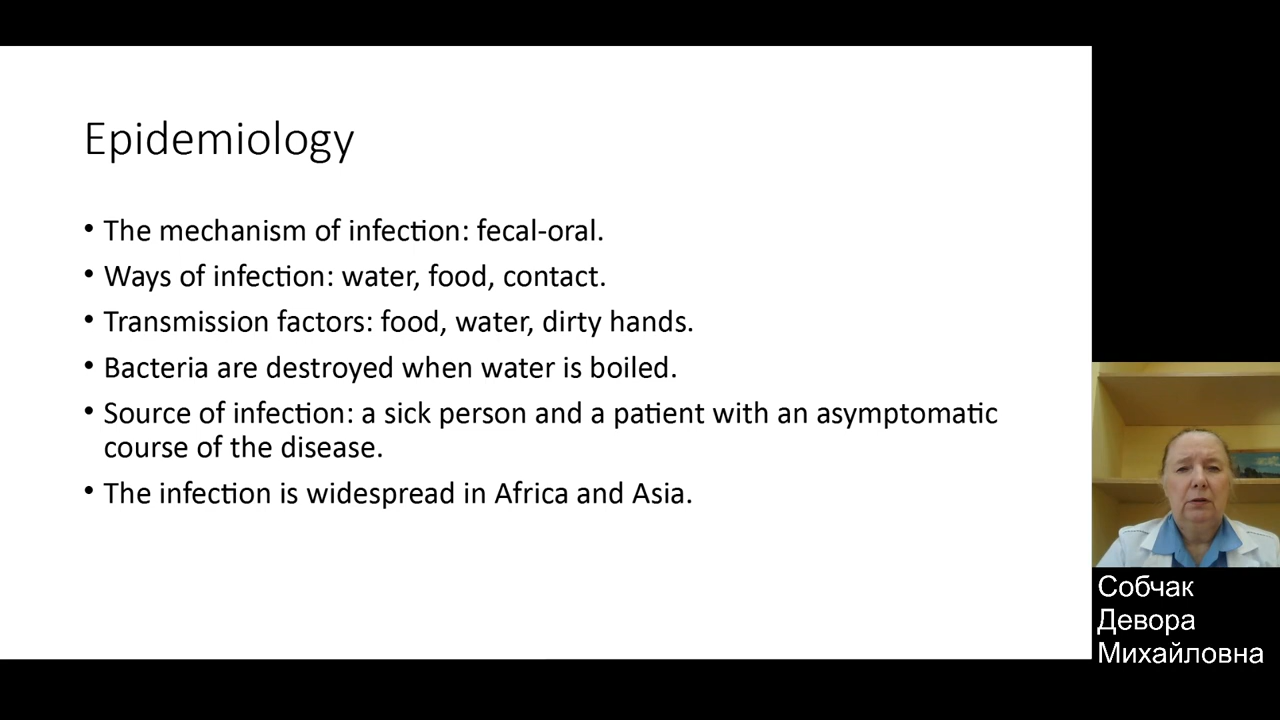 Epidemiology
• The mechanism of infection: fecal-oral.
• Ways of infection: water, food, contact.
• Transmission factors: food, water, dirty hands.
• Bacteria are destroyed when water is boiled.
• Source of infection: a sick person and a patient with an asymptomatic
course of the disease.
• The infection is widespread in Africa and Asia.
Собчак
Девора
Михайловна